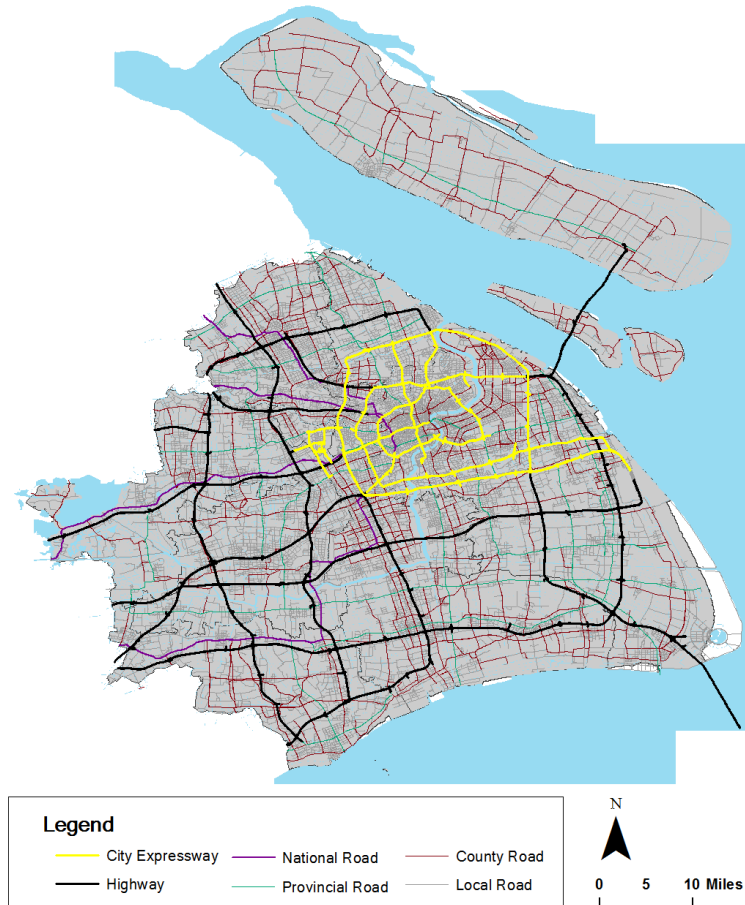 Legend
City Expressway National Road County Road
Highway Provincial Road Local Road
N
0 5 10 Miles